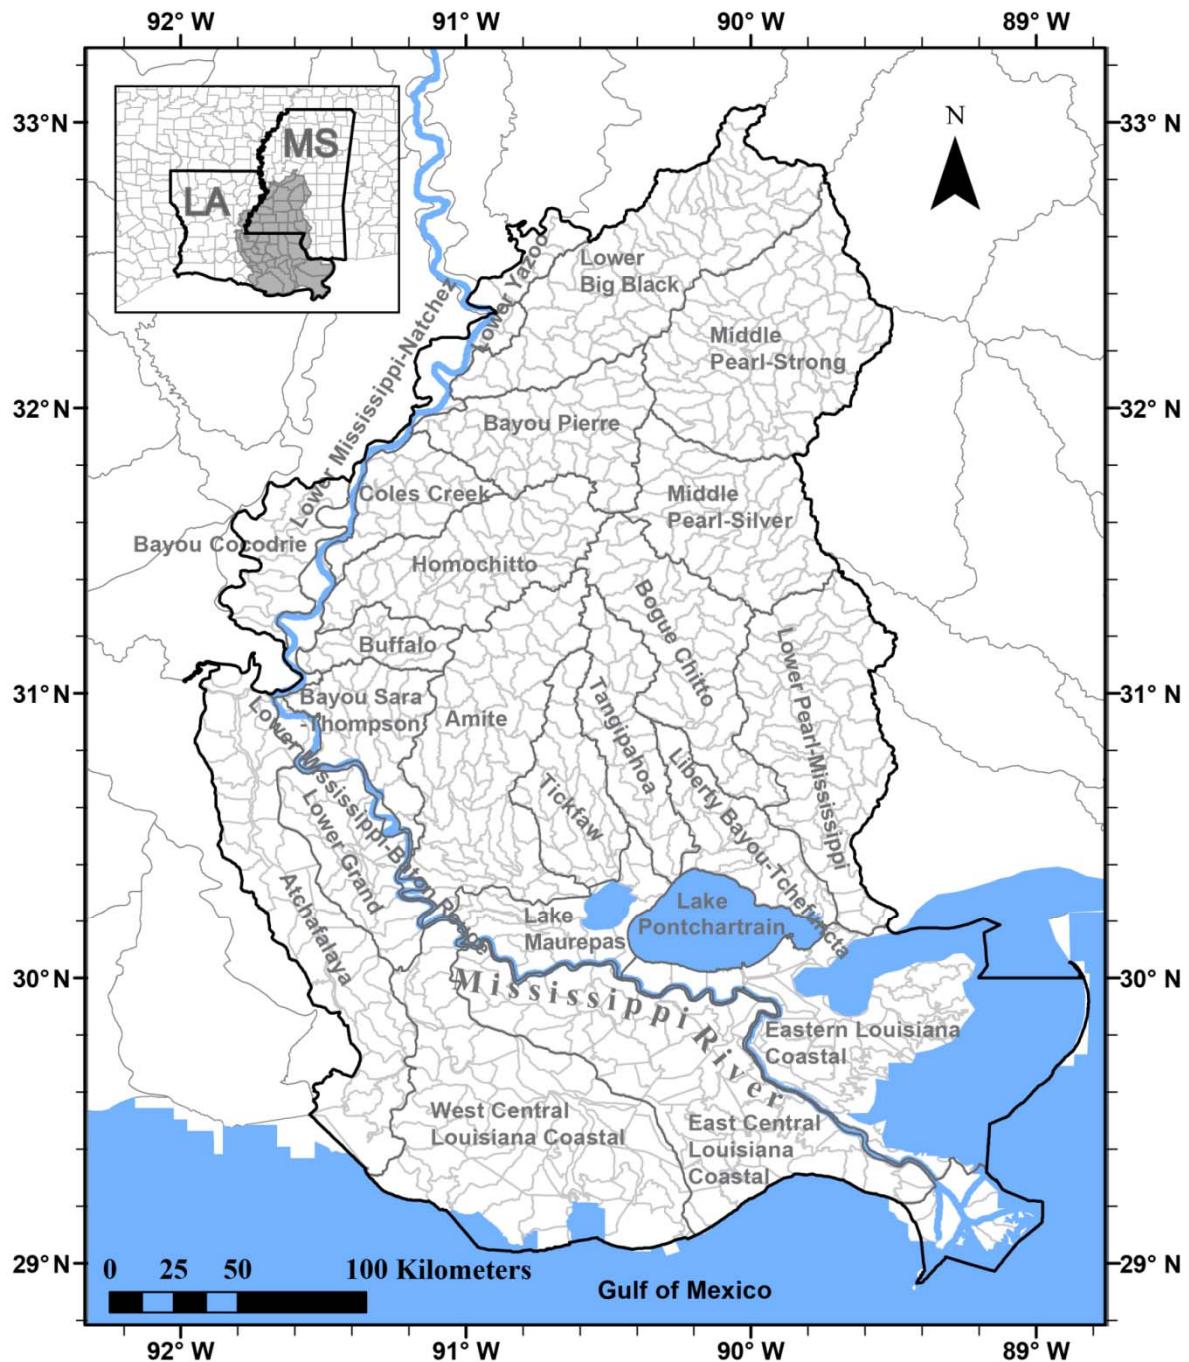 92° W 91° W 90° W 89° W
33° N
33° N
N
MS
LA
Lower
Big Black
Lower Yazoo
Middle
Pearl-Strong
Lower Mississippi-Natchez
32° N
32° N
Bayou Pierre
Coles Creek
Middle
Pearl-Silver
Bayou Cocodrie
Homochitto
Bogue Chitto
Buffalo
Lower Pearl-Mississippi
31° N
31° N
Bayou Sara
-Thompson
Amite
Tangipahoa
Lower Mississippi-Baton Rouge
Liberty Bayou-Tchefuncta
Tickfaw
Lower Grand
Atchafalaya
Lake
Pontchartrain
Lake
Maurepas
30° N
30° N
Mississippi River
Eastern Louisiana
Coastal
West Central
Louisiana Coastal
East Central
Louisiana
Coastal
29° N
29° N
0 25 50 100 Kilometers
Gulf of Mexico
92° W 91° W 90° W 89° W